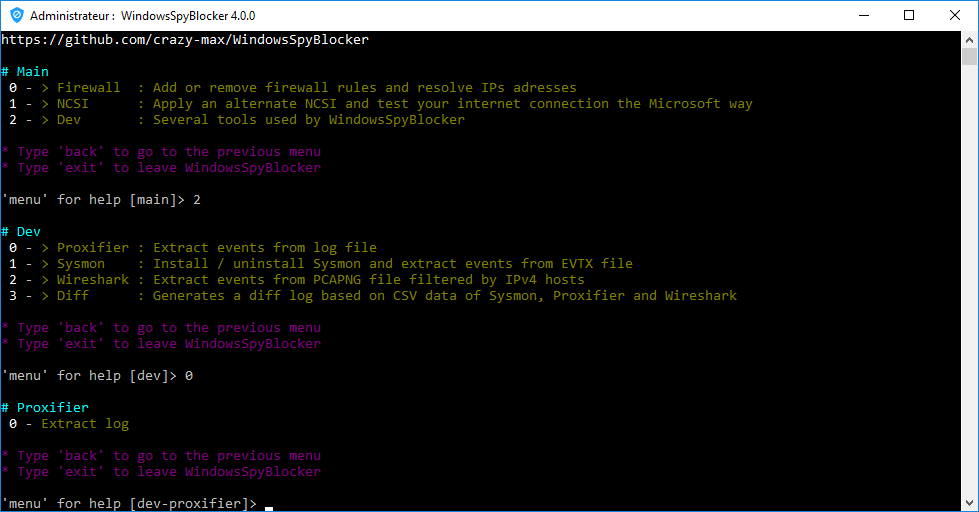 Administrateur : WindowsSpyBlocker 4.0.0
https://github.com/crazy-max/WindowsSpyBlocker
# Main
0 - > Firewall : Add or remove firewall rules and resolve IPs adresses
1 - > NCSI : Apply an alternate NCSI and test your internet connection the Microsoft way
2 - > Dev : Several tools used by WindowsSpyBlocker
* Type 'back' to go to the previous menu
* Type 'exit' to leave WindowsSpyBlocker
'menu' for help [main]> 2
# Dev
0 - > Proxifier : Extract events from log file
1 - > Sysmon : Install / uninstall Sysmon and extract events from EVTX file
2 - > Wireshark : Extract events from PCAPNG file filtered by IPv4 hosts
3 - > Diff : Generates a diff log based on CSV data of Sysmon, Proxifier and Wireshark
* Type 'back' to go to the previous menu
* Type 'exit' to leave WindowsSpyBlocker
'menu' for help [dev]> 0
# Proxifier
0 - Extract log
* Type 'back' to go to the previous menu
* Type 'exit' to leave WindowsSpyBlocker
'menu' for help [dev-proxifier]>